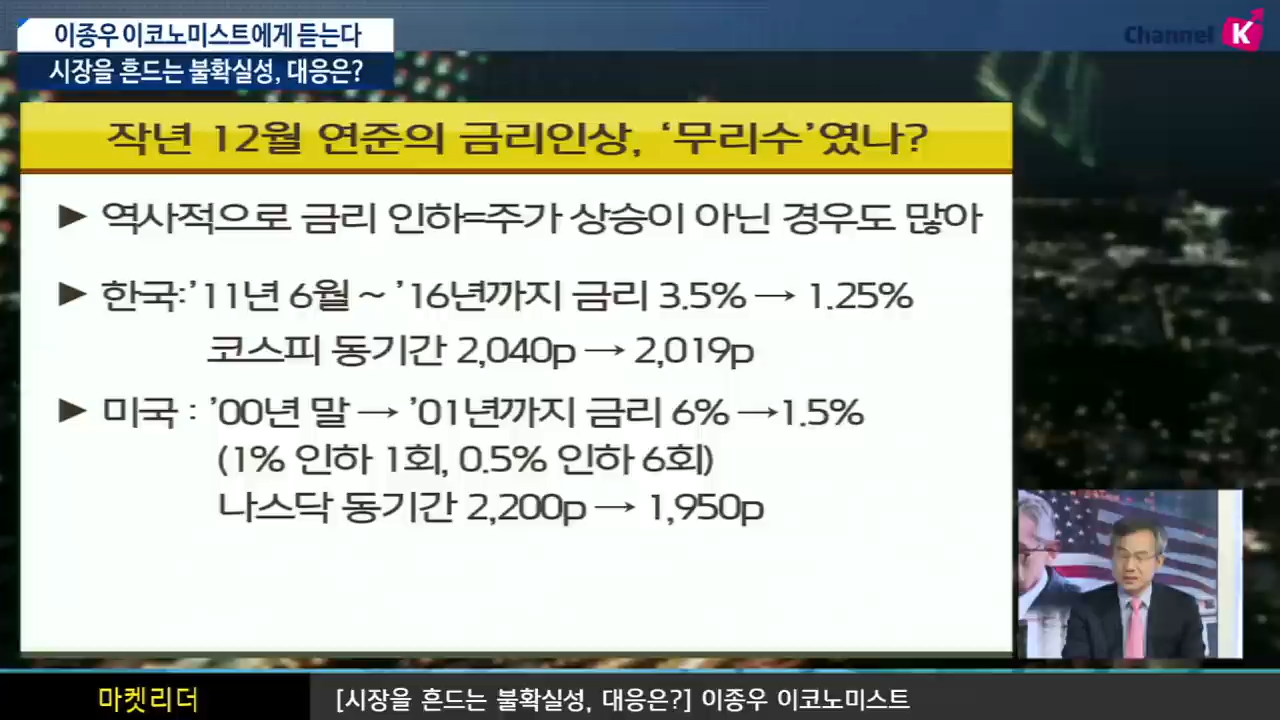 이종우 이코노미스트에게 듣는다
시장을 흔드는 불확실성, 대응은?
Channel K
작년 12월 연준의 금리인상, ‘무리수’였나?
▶ 역사적으로 금리 인하=주가 상승이 아닌 경우도 많아
▶ 한국:’11년 6월 ~ ’16년까지 금리 3.5% → 1.25%
코스피 동기간 2,040p → 2,019p
▶ 미국 : ’00년 말 → ’01년까지 금리 6% →1.5%
(1% 인하 1회, 0.5% 인하 6회)
나스닥 동기간 2,200p → 1,950p
마켓리더
[시장을 흔드는 불확실성, 대응은?] 이종우 이코노미스트